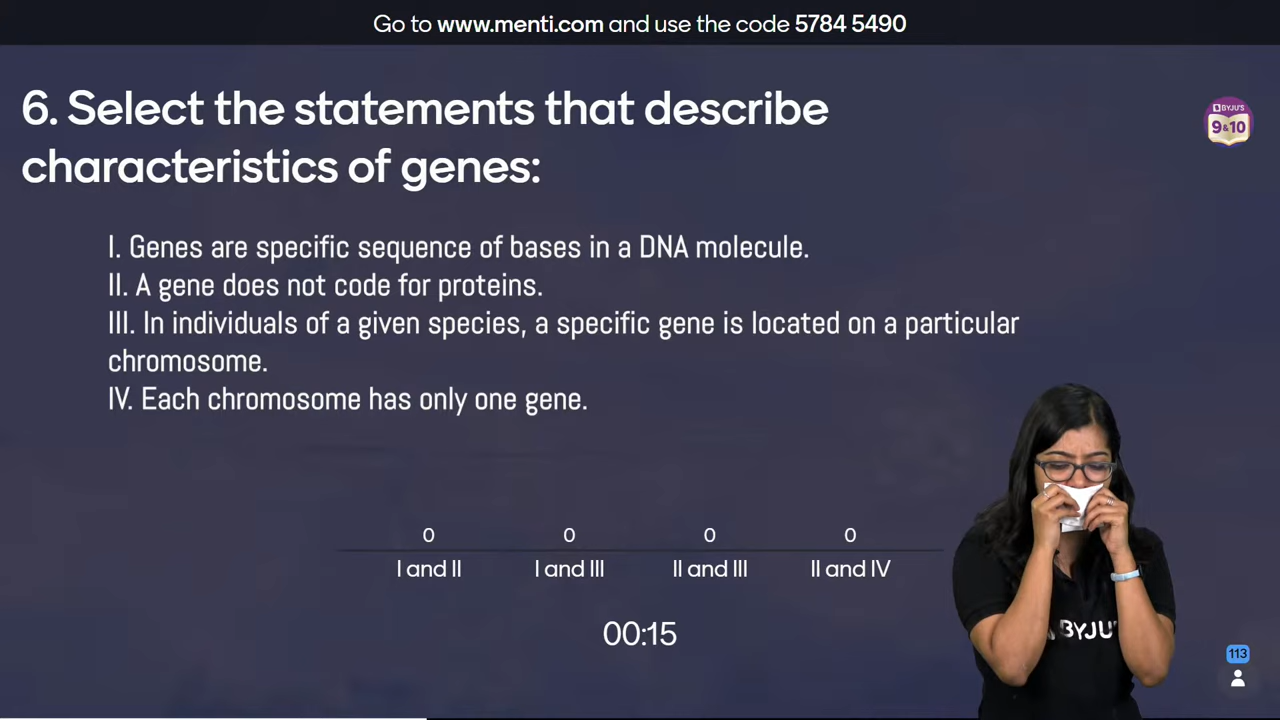 Go to www.menti.com and use the code 5784 5490
6. Select the statements that describe
characteristics of genes:
BYJU'S
9&10
I. Genes are specific sequence of bases in a DNA molecule.
II. A gene does not code for proteins.
III. In individuals of a given species, a specific gene is located on a particular
chromosome.
IV. Each chromosome has only one gene.
0 0 0 0
I and II I and III II and III II and IV
00:15
BYJU
113